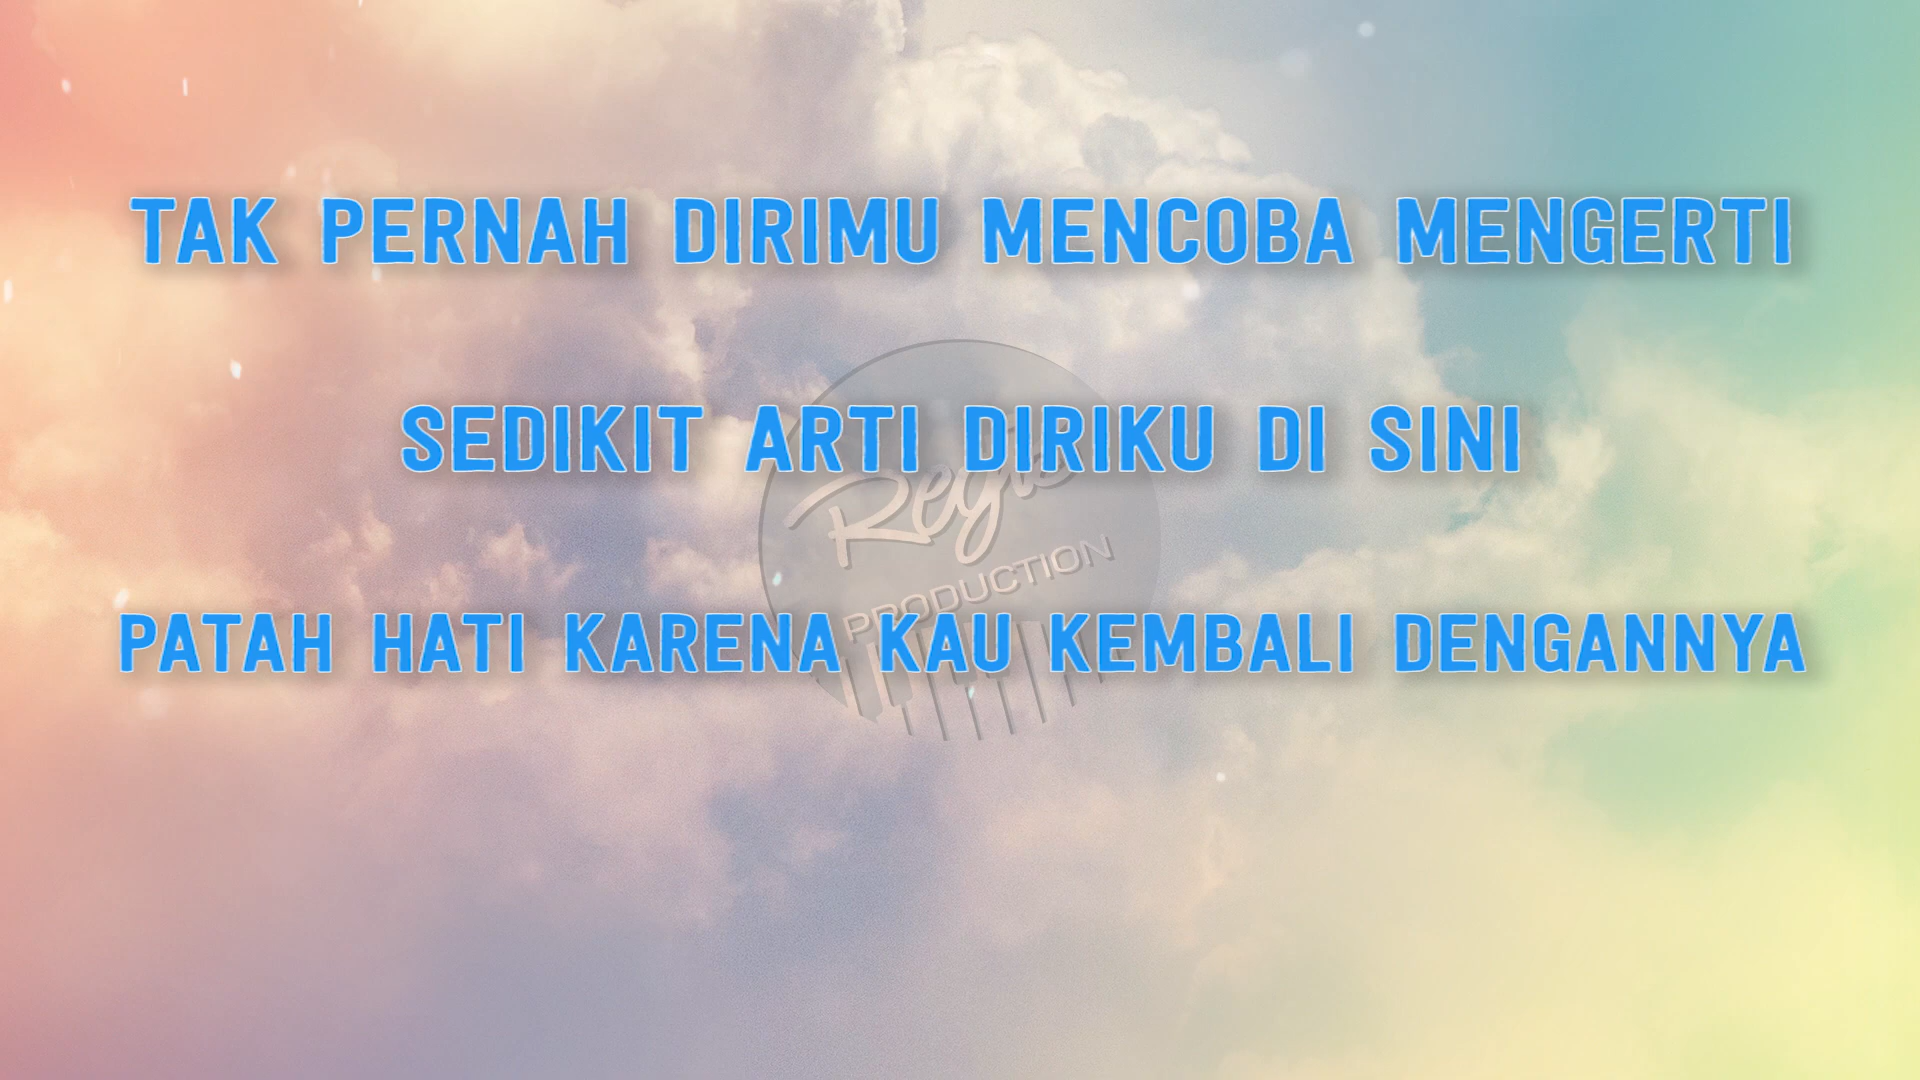 TAK PERNAH DIRIMU MENCOBA MENGERTI
SEDIKIT ARTI DIRIKU DI SINI
PRODUCTION
PATAH HATI KARENA KAU KEMBALI DENGANNYA